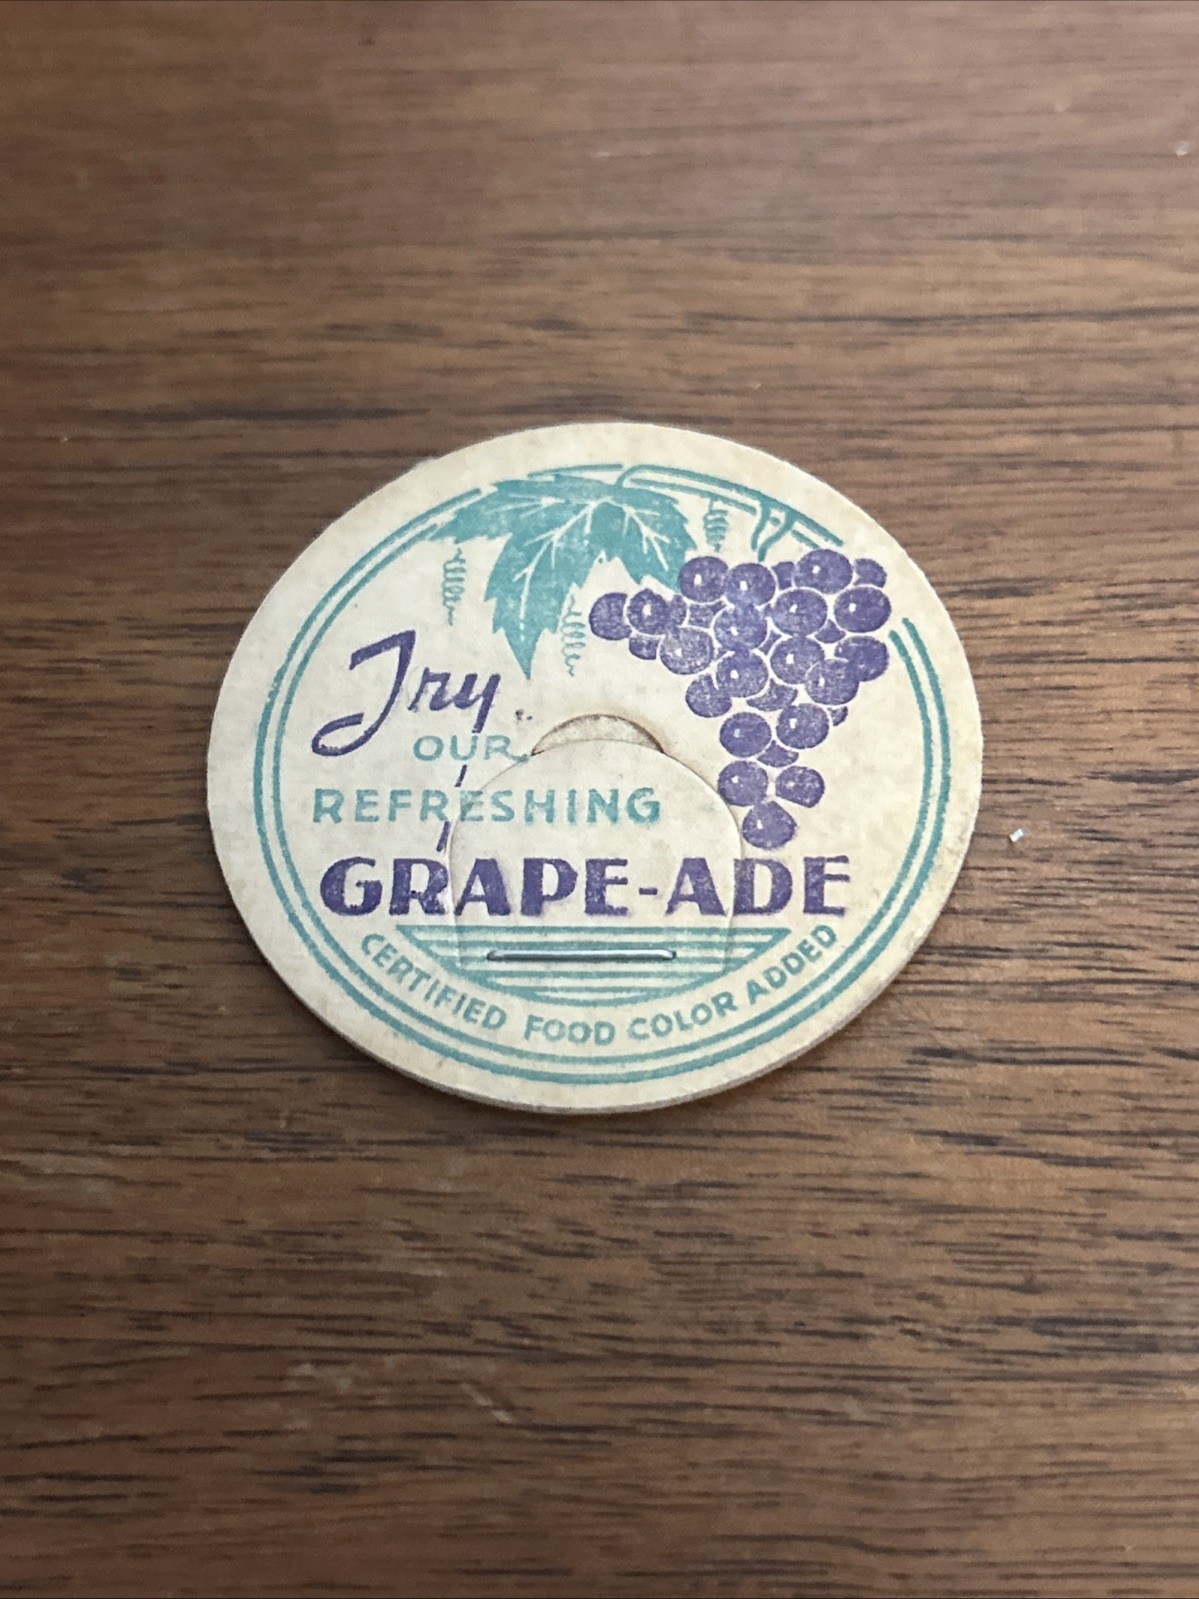 Try
OUR
REFRESHING
GRAPE-ADE
CERTIFIED FOOD COLOR ADDED